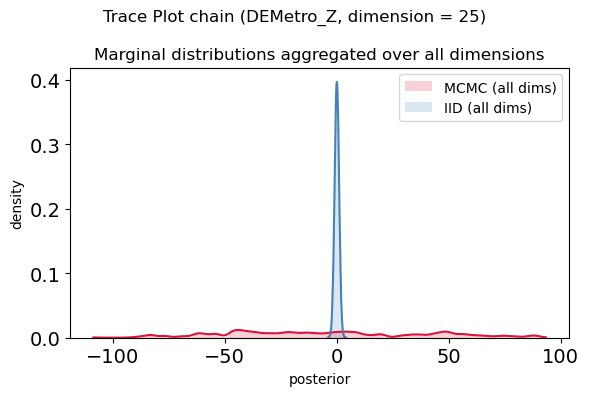 Trace Plot chain (DEMetro_Z, dimension = 25)
Marginal distributions aggregated over all dimensions
MCMC (all dims)
IID (all dims)
density
0.4
0.3
0.2
0.1
0.0
−100
−50
0
50
100
posterior